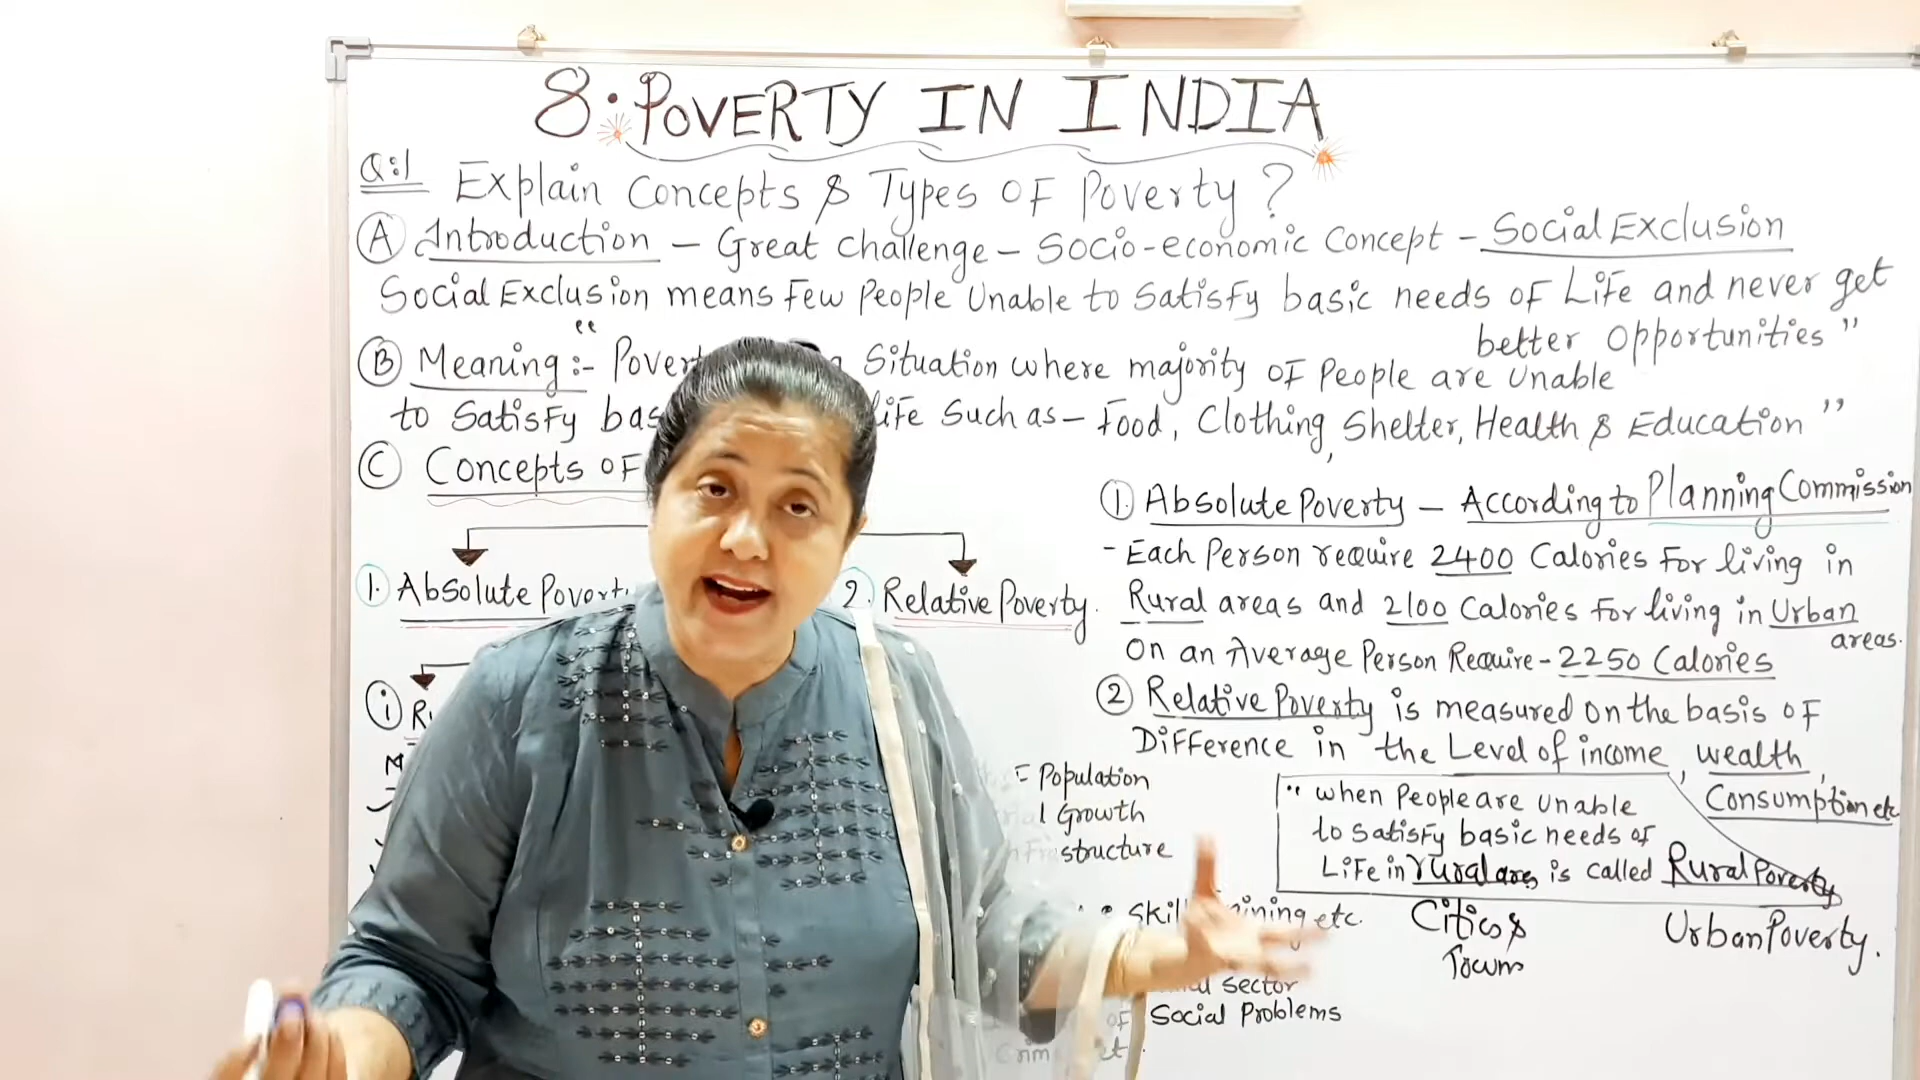 8. POVERTY IN INDIA
Q:1 Explain Concepts & Types OF Poverty?
A Introduction - Great Challenge - Socio-economic Concept - Social Exclusion
Social Exclusion means Few People Unable to Satisfy basic needs OF Life and never get
better Opportunities"
B Meaning :- "Povert Situation where majority OF People are Unable
to Satisfy bas life Such as - Food, Clothing, Shelter, Health & Education"
C Concepts OF
1. Absolute Povert
2. Relative Poverty.
i
1. Absolute Poverty - According to Planning Commission
- Each Person require 2400 Calories For living in
Rural areas and 2100 Calories For living in Urban
areas.
On an Average Person Require - 2250 Calories
2 Relative Poverty is measured on the basis OF
Difference in the Level of income, wealth,
Consumption etc
"when People are Unable
to Satisfy basic needs of
Life in rural areas is called Rural Poverty
Cities &
Towns
Urban Poverty.
Population
Growth
structure
Skill ining etc.
sector
OF Social Problems